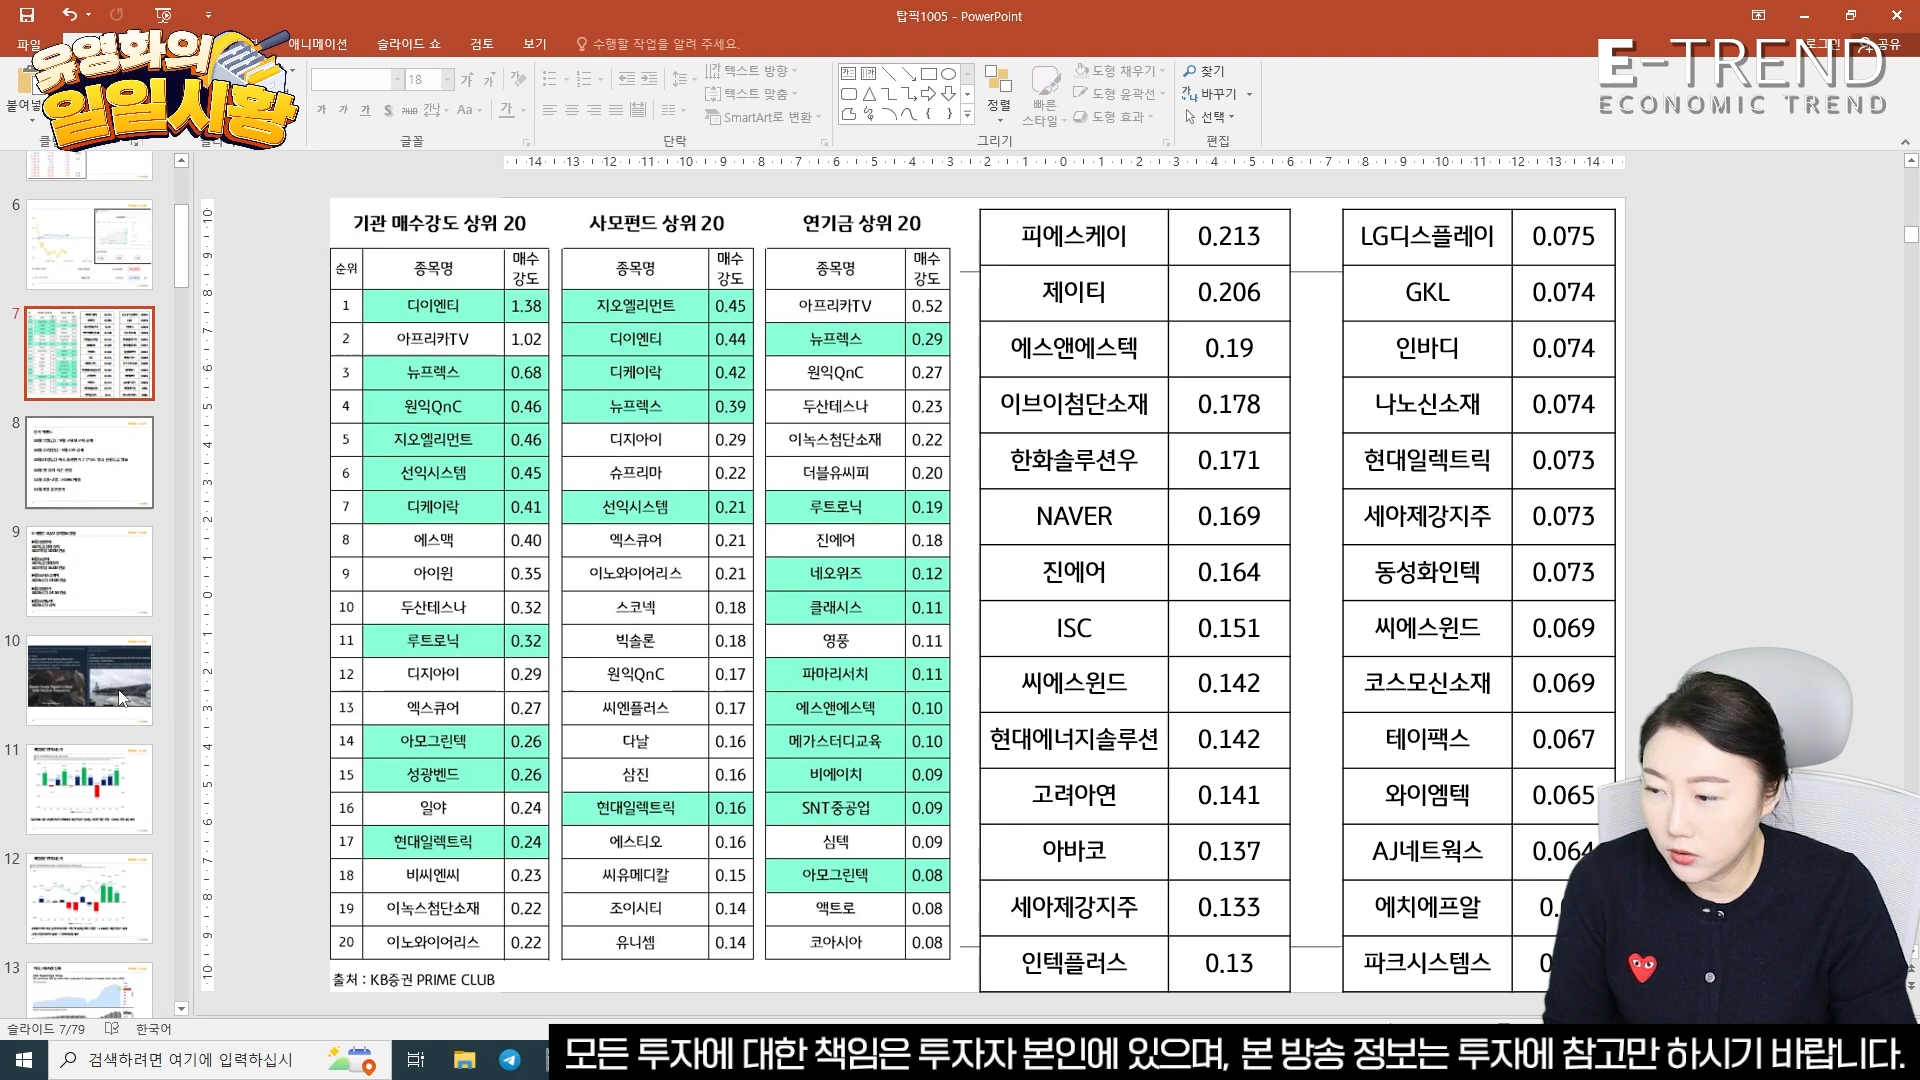 탑픽1005 - PowerPoint
파일
애니메이션
슬라이드 쇼
검토
보기
수행할 작업을 알려 주세요.
로그인
공유
유영화의
일일시황
E-TREND
ECONOMIC TREND
18
가 가 가 S abc 간 Aa 가
글꼴
텍스트 방향
텍스트 맞춤
SmartArt로 변환
단락
정렬
빠른
스타일
도형 채우기
도형 윤곽선
도형 효과
그리기
찾기
바꾸기
선택
편집
기관 매수강도 상위 20
순위 종목명 매수강도
1 디이엔티 1.38
2 아프리카TV 1.02
3 뉴프렉스 0.68
4 원익QnC 0.46
5 지오엘리먼트 0.46
6 선익시스템 0.45
7 디케이락 0.41
8 에스맥 0.40
9 아이윈 0.35
10 두산테스나 0.32
11 루트로닉 0.32
12 디지아이 0.29
13 엑스큐어 0.27
14 아모그린텍 0.26
15 성광벤드 0.26
16 일야 0.24
17 현대일렉트릭 0.24
18 비씨엔씨 0.23
19 이녹스첨단소재 0.22
20 이노와이어리스 0.22
출처 : KB증권 PRIME CLUB
사모펀드 상위 20
종목명 매수강도
지오엘리먼트 0.45
디이엔티 0.44
디케이락 0.42
뉴프렉스 0.39
디지아이 0.29
슈프리마 0.22
선익시스템 0.21
엑스큐어 0.21
이노와이어리스 0.21
스코넥 0.18
빅솔론 0.18
원익QnC 0.17
씨엔플러스 0.17
다날 0.16
삼진 0.16
현대일렉트릭 0.16
에스티오 0.16
씨유메디칼 0.15
조이시티 0.14
유니셈 0.14
연기금 상위 20
종목명 매수강도
아프리카TV 0.52
뉴프렉스 0.29
원익QnC 0.27
두산테스나 0.23
이녹스첨단소재 0.22
더블유씨피 0.20
루트로닉 0.19
진에어 0.18
네오위즈 0.12
클래시스 0.11
영풍 0.11
파마리서치 0.11
에스앤에스텍 0.10
메가스터디교육 0.10
비에이치 0.09
SNT중공업 0.09
심텍 0.09
아모그린텍 0.08
액트로 0.08
코아시아 0.08
피에스케이 0.213
제이티 0.206
에스앤에스텍 0.19
이브이첨단소재 0.178
한화솔루션우 0.171
NAVER 0.169
진에어 0.164
ISC 0.151
씨에스윈드 0.142
현대에너지솔루션 0.142
고려아연 0.141
아바코 0.137
세아제강지주 0.133
인텍플러스 0.13
LG디스플레이 0.075
GKL 0.074
인바디 0.074
나노신소재 0.074
현대일렉트릭 0.073
세아제강지주 0.073
동성화인텍 0.073
씨에스윈드 0.069
코스모신소재 0.069
테이팩스 0.067
와이엠텍 0.065
AJ네트웍스 0.064
에치에프알 0.
파크시스템스 0
6
7
8
9
10
11
12
13
슬라이드 7/79
한국어
검색하려면 여기에 입력하십시
모든 투자에 대한 책임은 투자자 본인에 있으며, 본 방송 정보는 투자에 참고만 하시기 바랍니다.